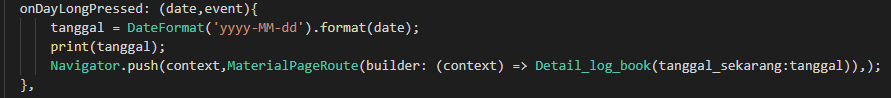 onDayLongPressed: (date,event){
tanggal = DateFormat('yyyy-MM-dd').format(date);
print(tanggal);
Navigator.push(context,MaterialPageRoute(builder: (context) => Detail_log_book(tanggal_sekarang:tanggal)),);
},